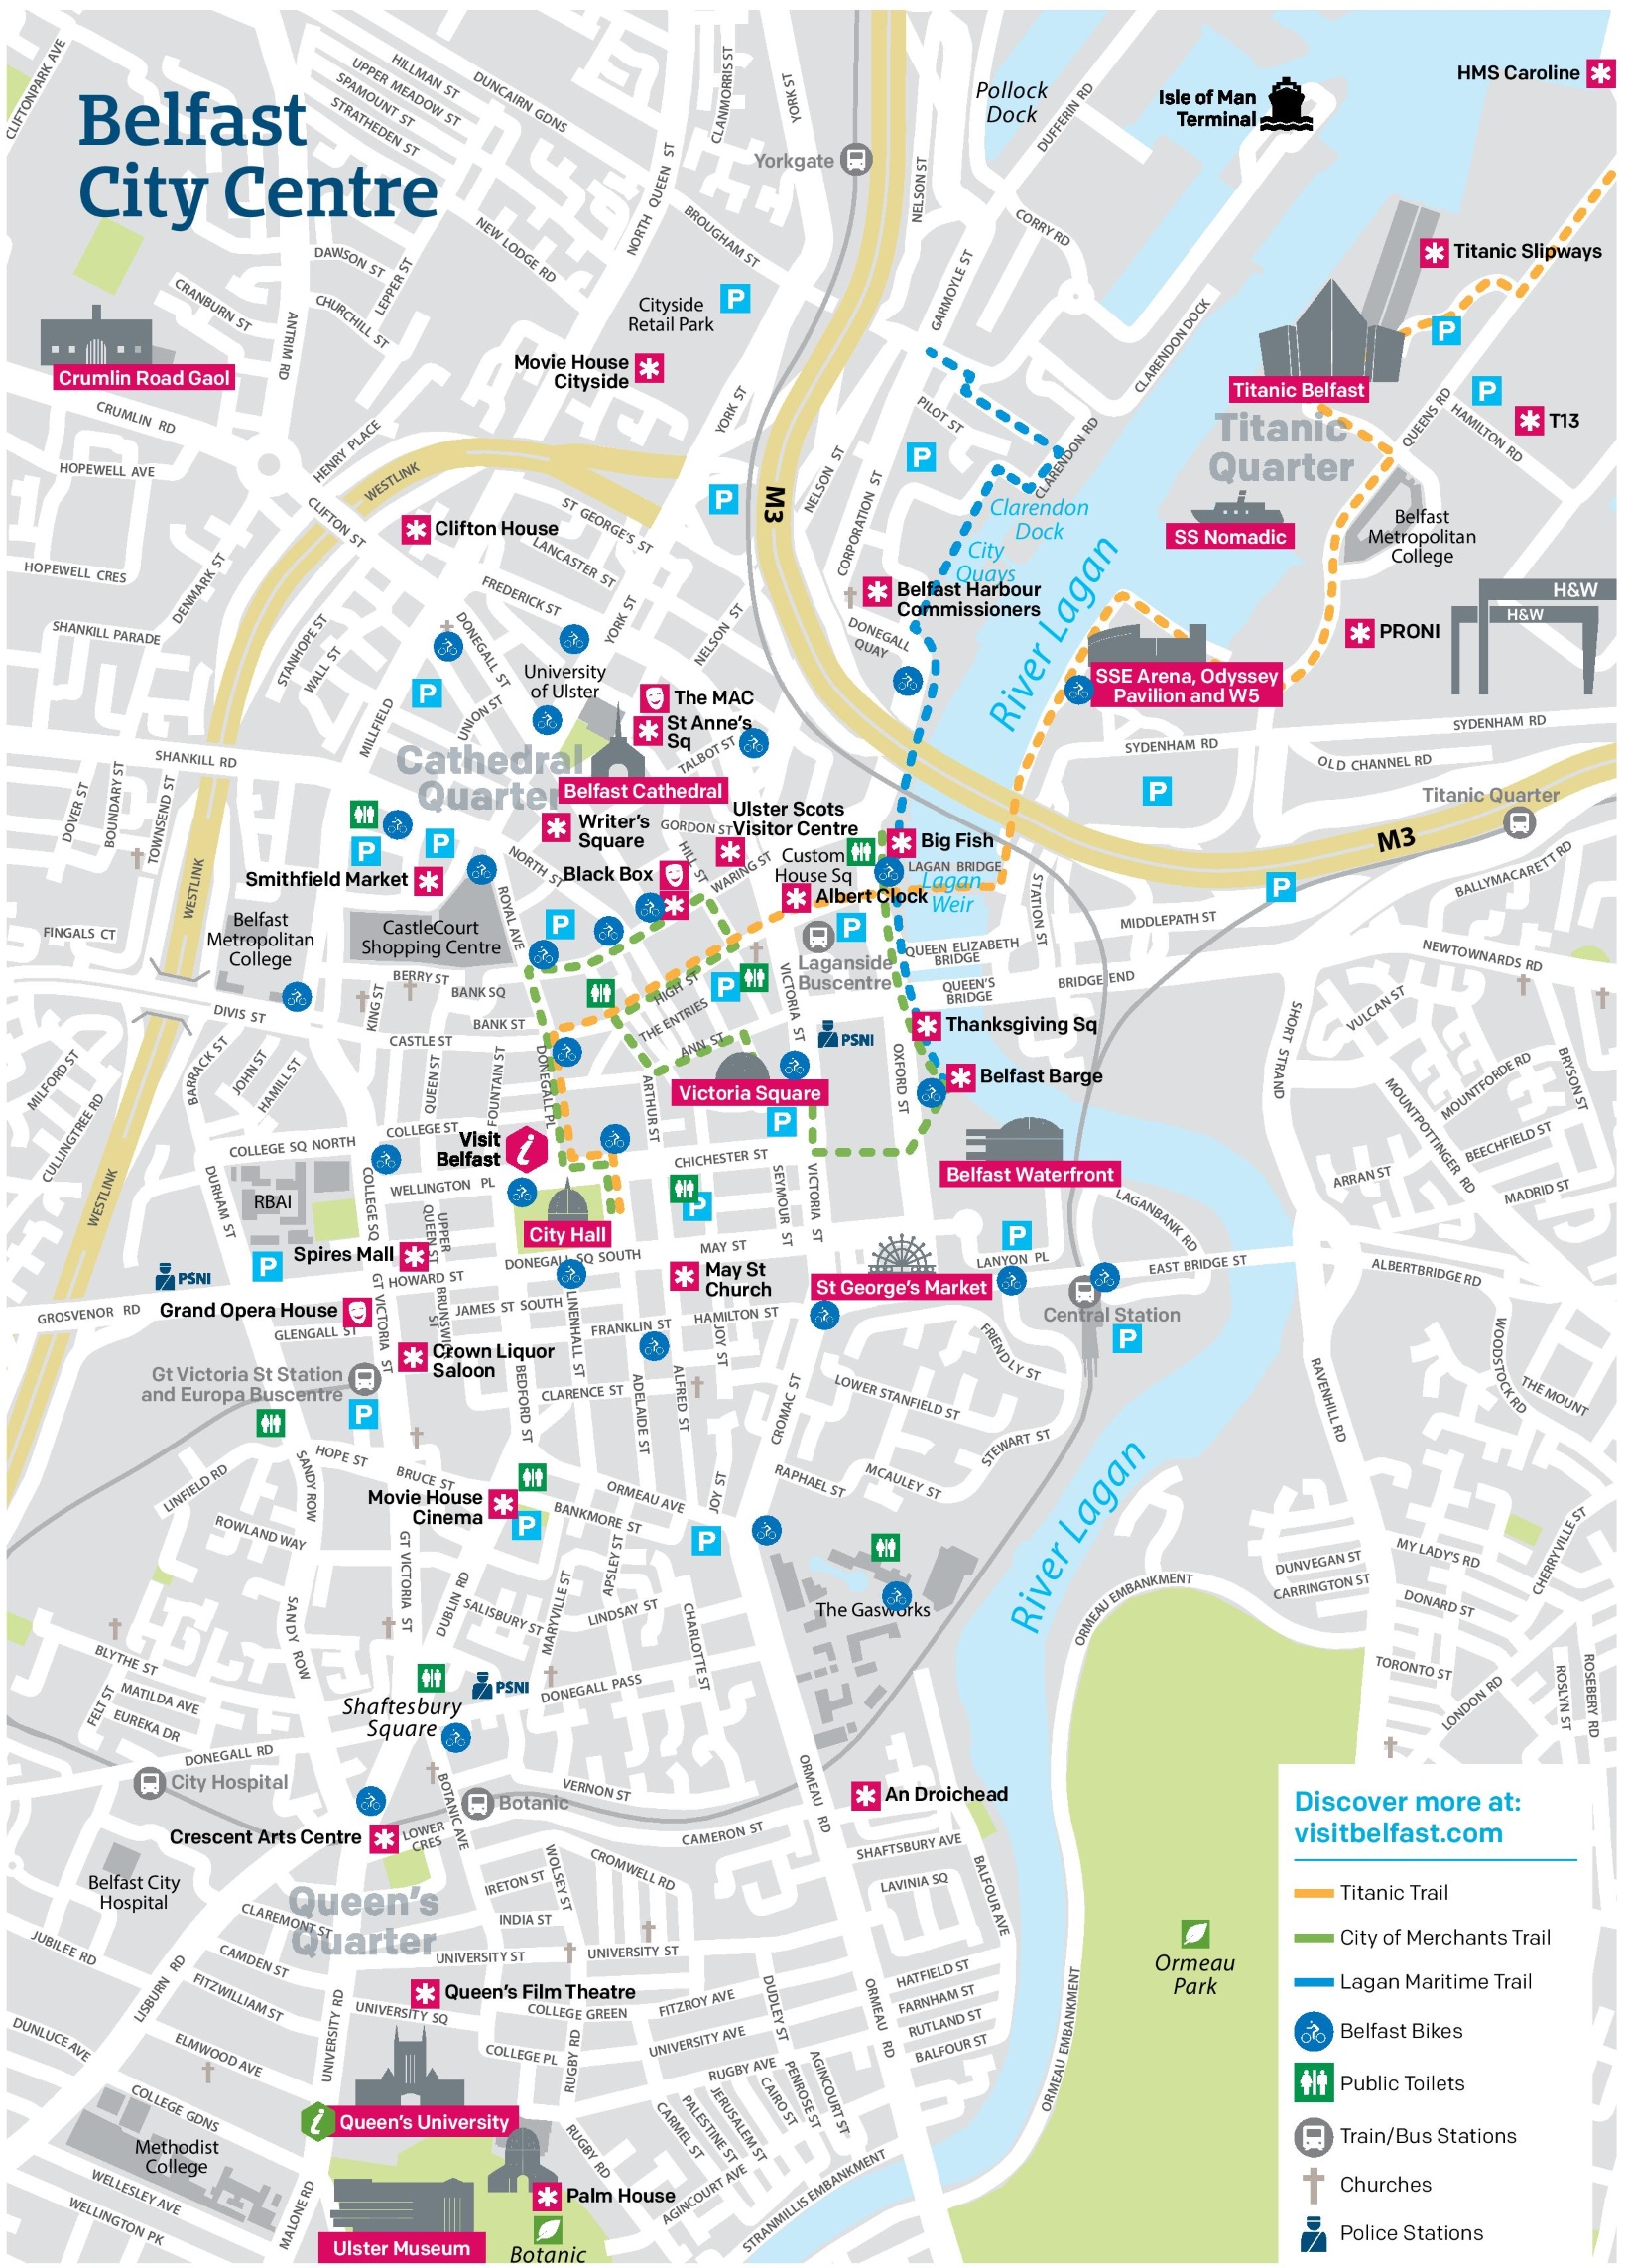 Belfast
City Centre
CLIFTONPARK AVE
HILLMAN ST
UPPER MEADOW ST
SPAMOUNT ST
STRATHEDEN ST
DUNCAIRN GDNS
CLANMORRIS ST
YORK ST
Yorkgate
NELSON ST
Pollock
Dock
DUFFERIN RD
Isle of Man
Terminal
HMS Caroline
NORTH QUEEN ST
BROUGHAM ST
NEW LODGE RD
DAWSON ST
LEPPER ST
CRANBURN ST
CHURCHILL ST
ANTRIM RD
CORRY RD
GARMOYLE ST
CLARENDON DOCK
Titanic Slipways
P
Cityside
Retail Park
P
Movie House
Cityside
Crumlin Road Gaol
CRUMLIN RD
HENRY PLACE
HOPEWELL AVE
WESTLINK
YORK ST
PILOT ST
P
CLARENDON RD
Titanic Belfast
Titanic
Quarter
QUEENS RD
HAMILTON RD
P
T13
CLIFTON ST
Clifton House
ST GEORGE'S ST
LANCASTER ST
FREDERICK ST
P
M3
NELSON ST
CORPORATION ST
Clarendon
Dock
City
Quays
River Lagan
SS Nomadic
Belfast
Metropolitan
College
HOPEWELL CRES
DENMARK ST
SHANKILL PARADE
STANHOPE ST
WALL ST
DONEGALL ST
YORK ST
NELSON ST
Belfast Harbour
Commissioners
DONEGALL
QUAY
PRONI
H&W
H&W
University
of Ulster
The MAC
St Anne's
Sq
TALBOT ST
P
UNION ST
MILLFIELD
SSE Arena, Odyssey
Pavilion and W5
SYDENHAM RD
SYDENHAM RD
OLD CHANNEL RD
Titanic Quarter
P
M3
SHANKILL RD
Cathedral
Quarter
Belfast Cathedral
DOVER ST
BOUNDARY ST
TOWNSEND ST
WESTLINK
P
P
Writer's
Square
GORDON ST
Ulster Scots
Visitor Centre
Custom
House Sq
Big Fish
LAGAN BRIDGE
Lagan
Weir
NORTH ST
Black Box
HILL ST
WARING ST
Albert Clock
Smithfield Market
ROYAL AVE
P
P
P
BALLYMACARETT RD
STATION ST
MIDDLEPATH ST
FINGALS CT
Belfast
Metropolitan
College
CastleCourt
Shopping Centre
Laganside
Buscentre
QUEEN ELIZABETH
BRIDGE
QUEEN'S
BRIDGE
BRIDGE END
NEWTOWNARDS RD
BERRY ST
BANK SQ
KING ST
DIVIS ST
BANK ST
CASTLE ST
P
HIGH ST
THE ENTRIES
ANN ST
VICTORIA ST
PSNI
Thanksgiving Sq
SHORT STRAND
VULCAN ST
MOUNTFORDE RD
BRYSON ST
MILFORD ST
BARRACK ST
JOHN ST
HAMILL ST
QUEEN ST
FOUNTAIN ST
DONEGALL PL
ARTHUR ST
OXFORD ST
Belfast Barge
Victoria Square
P
MOUNTPOTTINGER RD
BEECHFIELD ST
MADRID ST
ARRAN ST
CULLINGTREE RD
COLLEGE SQ NORTH
COLLEGE ST
Visit
Belfast
CHICHESTER ST
SEYMOUR ST
VICTORIA ST
Belfast Waterfront
WESTLINK
DURHAM ST
RBAI
COLLEGE SQ
WELLINGTON PL
UPPER
QUEEN ST
P
City Hall
DONEGALL SQ SOUTH
MAY ST
LAGANBANK RD
P
LANYON PL
EAST BRIDGE ST
ALBERTBRIDGE RD
PSNI
P
Spires Mall
HOWARD ST
May St
Church
St George's Market
Central Station
P
GROSVENOR RD
Grand Opera House
GLENGALL ST
GT VICTORIA ST
BRUNSWICK
ST
JAMES ST SOUTH
LINENHALL ST
FRANKLIN ST
HAMILTON ST
JOY ST
Crown Liquor
Saloon
Gt Victoria St Station
and Europa Buscentre
P
BEDFORD ST
CLARENCE ST
ADELAIDE ST
ALFRED ST
CROMAC ST
LOWER STANFIELD ST
FRIENDLY ST
STEWART ST
RAVENHILL RD
WOODSTOCK RD
THE MOUNT
LINFIELD RD
HOPE ST
SANDY ROW
BRUCE ST
Movie House
Cinema
P
ORMEAU AVE
BANKMORE ST
JOY ST
P
RAPHAEL ST
MCAULEY ST
River Lagan
ROWLAND WAY
GT VICTORIA ST
DUBLIN RD
SALISBURY ST
MARYVILLE ST
APSLEY ST
LINDSAY ST
The Gasworks
ORMEAU EMBANKMENT
DUNVEGAN ST
CARRINGTON ST
MY LADY'S RD
DONARD ST
CHERRYVILLE ST
SANDY ROW
CHARLOTTE ST
BLYTHE ST
FELT ST
MATILDA AVE
EUREKA DR
DONEGALL RD
Shaftesbury
Square
PSNI
DONEGALL PASS
TORONTO ST
LONDON RD
ROSLYN ST
ROSEBERY RD
City Hospital
Botanic
BOTANIC AVE
VERNON ST
ORMEAU RD
An Droichead
Crescent Arts Centre
LOWER
CRES
CAMERON ST
SHAFTSBURY AVE
LAVINIA SQ
BALFOUR AVE
Belfast City
Hospital
Queen's
Quarter
CLAREMONT ST
IRETON ST
WOLSEY ST
CROMWELL RD
INDIA ST
UNIVERSITY ST
UNIVERSITY ST
JUBILEE RD
LISBURN RD
CAMDEN ST
FITZWILLIAM ST
UNIVERSITY RD
Queen's Film Theatre
UNIVERSITY SQ
COLLEGE GREEN
FITZROY AVE
DUDLEY ST
ORMEAU RD
HATFIELD ST
FARNHAM ST
RUTLAND ST
BALFOUR ST
ORMEAU EMBANKMENT
Ormeau
Park
DUNLUCE AVE
ELMWOOD AVE
COLLEGE PL
RUGBY RD
UNIVERSITY AVE
RUGBY AVE
CARMEL ST
PALESTINE ST
JERUSALEM ST
CAIRO ST
PENROSE ST
AGINCOURT ST
COLLEGE GDNS
Queen's University
Methodist
College
RUGBY RD
AGINCOURT AVE
STRANMILLIS EMBANKMENT
WELLESLEY AVE
WELLINGTON PK
MALONE RD
Palm House
Ulster Museum
Botanic
Discover more at:
visitbelfast.com
Titanic Trail
City of Merchants Trail
Lagan Maritime Trail
Belfast Bikes
Public Toilets
Train/Bus Stations
Churches
Police Stations